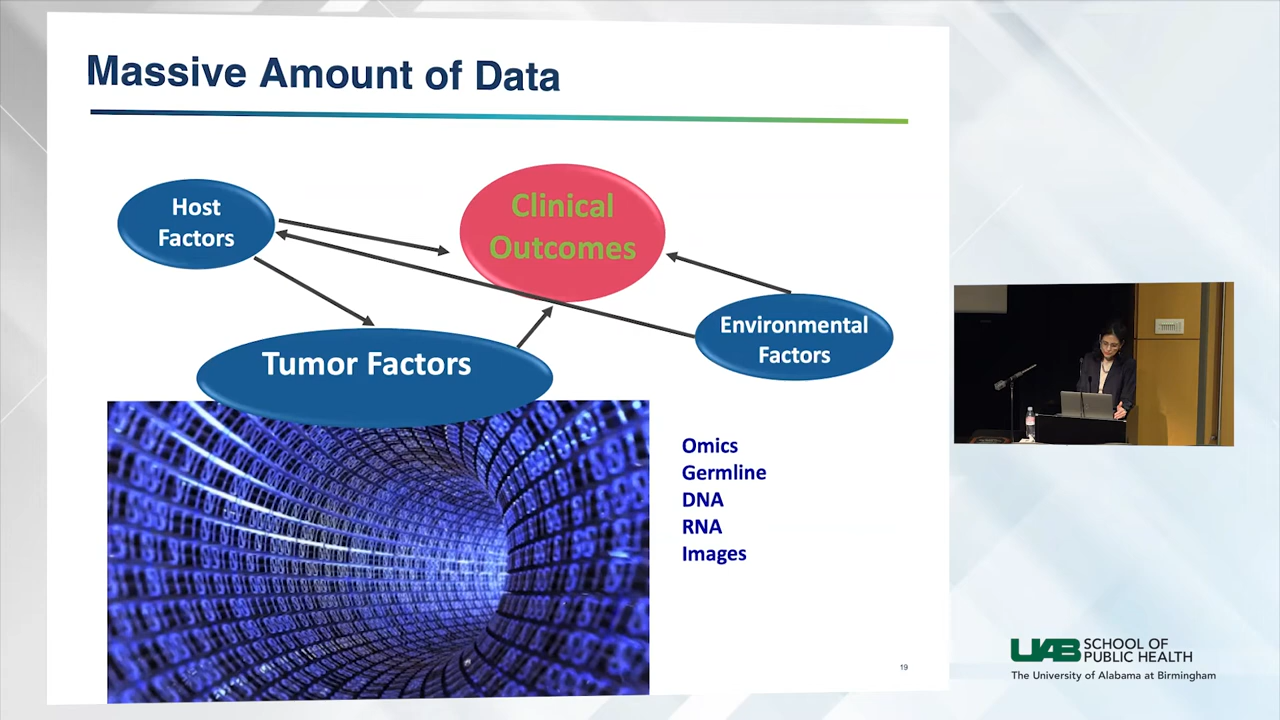 Massive Amount of Data
Host
Factors
Clinical
Outcomes
Environmental
Factors
Tumor Factors
Omics
Germline
DNA
RNA
Images
19
UAB SCHOOL OF
PUBLIC HEALTH
The University of Alabama at Birmingham